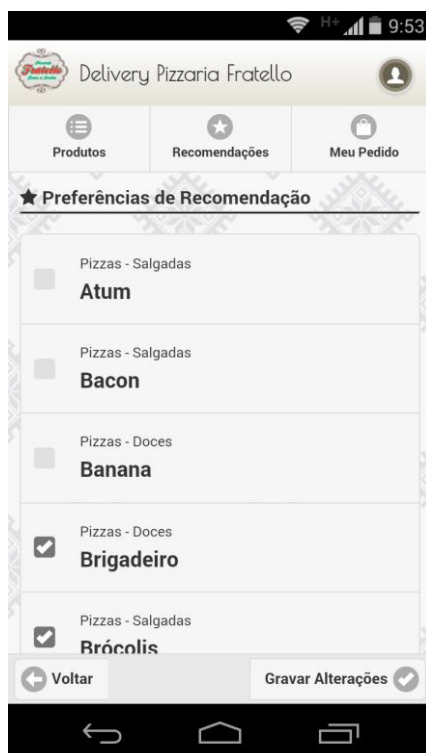 H+ 9:53
Fratello
Delivery Pizzaria Fratello
Produtos Recomendações Meu Pedido
★ Preferências de Recomendação
Pizzas - Salgadas
Atum
Pizzas - Salgadas
Bacon
Pizzas - Doces
Banana
Pizzas - Doces
Brigadeiro
Pizzas - Salgadas
Brócolis
Voltar Gravar Alterações